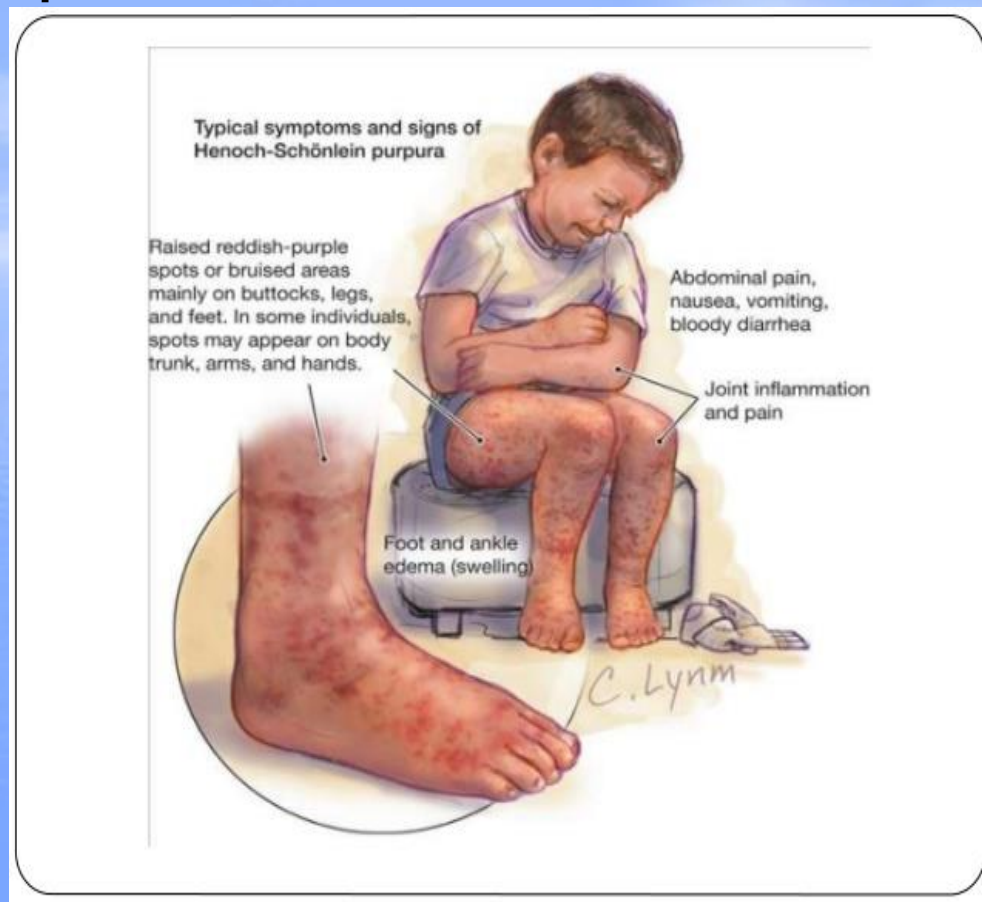 Typical symptoms and signs of
Henoch-Schönlein purpura
Raised reddish-purple
spots or bruised areas
mainly on buttocks, legs,
and feet. In some individuals,
spots may appear on body
trunk, arms, and hands.
Abdominal pain,
nausea, vomiting,
bloody diarrhea
Joint inflammation
and pain
Foot and ankle
edema (swelling)
C. Lynm